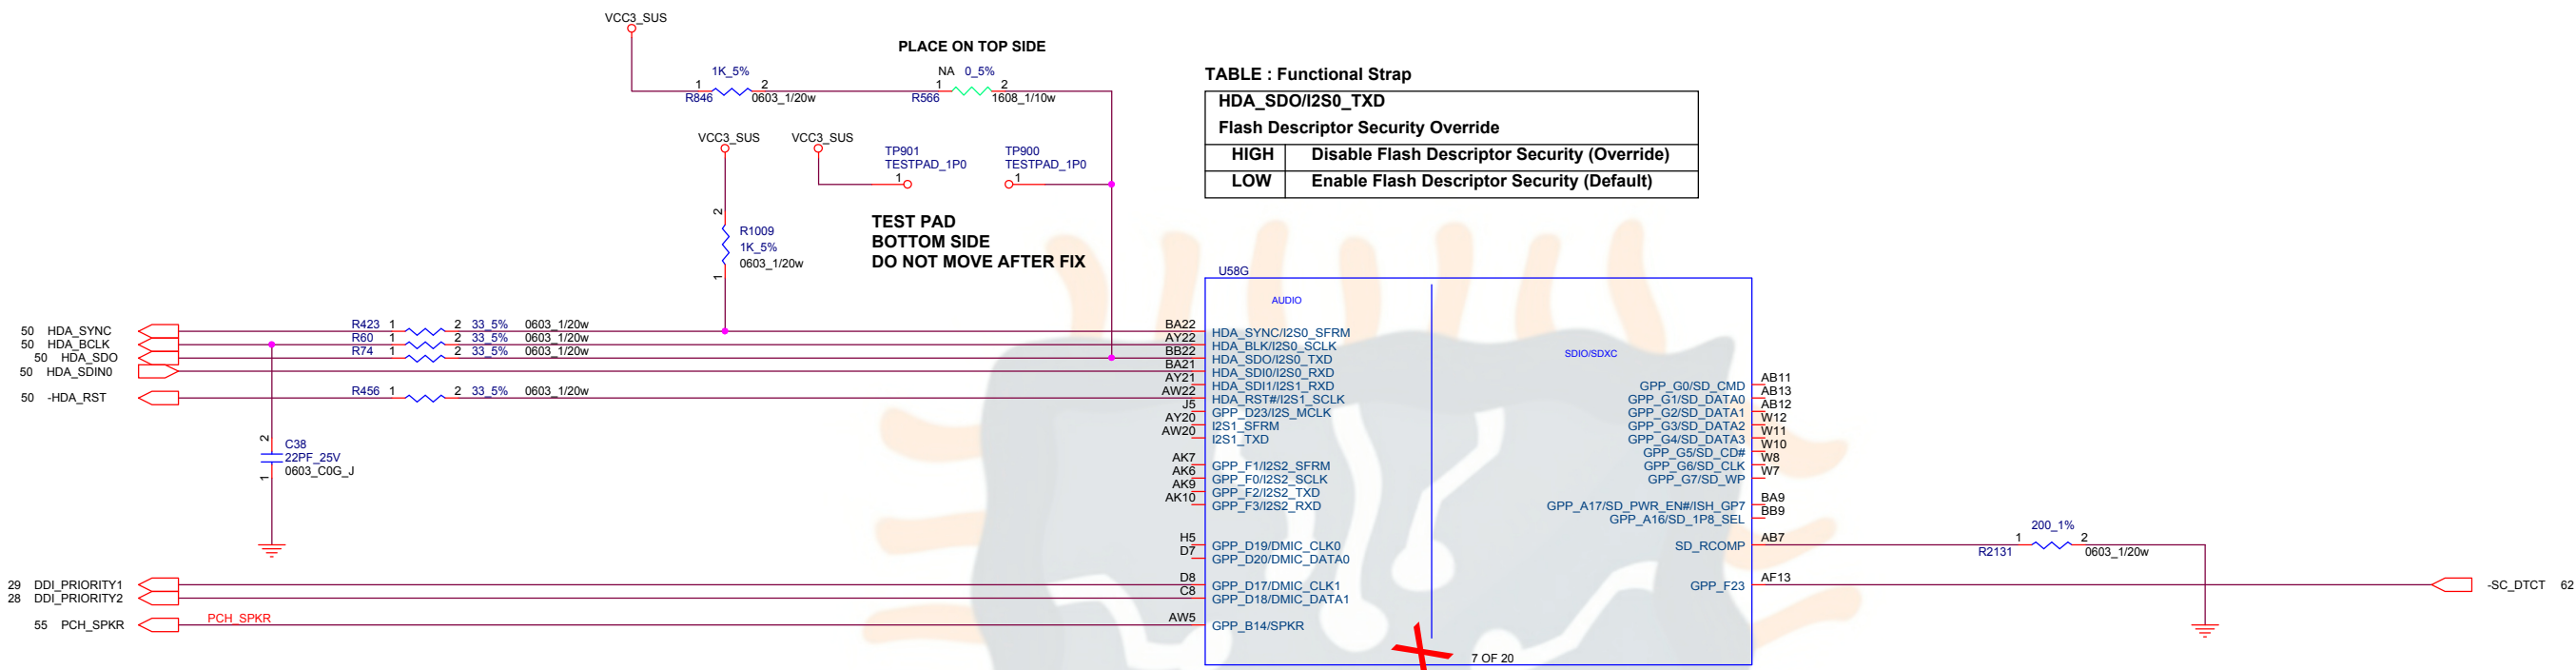 VCC3_SUS
PLACE ON TOP SIDE
1K_5%
NA 0_5%
1 2
1 2
R846 0603_1/20w
R566 1608_1/10w
TABLE : Functional Strap
HDA_SDO/I2S0_TXD
Flash Descriptor Security Override
HIGH Disable Flash Descriptor Security (Override)
LOW Enable Flash Descriptor Security (Default)
VCC3_SUS
VCC3_SUS
TP901
TESTPAD_1P0
1
TP900
TESTPAD_1P0
1
2
R1009
1K_5%
0603_1/20w
1
TEST PAD
BOTTOM SIDE
DO NOT MOVE AFTER FIX
50 HDA_SYNC
50 HDA_BCLK
50 HDA_SDO
50 HDA_SDIN0
50 -HDA_RST
R423 1 2 33_5% 0603_1/20w
R60 1 2 33_5% 0603_1/20w
R74 1 2 33_5% 0603_1/20w
R456 1 2 33_5% 0603_1/20w
2
C38
22PF_25V
0603_C0G_J
1
29 DDI_PRIORITY1
28 DDI_PRIORITY2
55 PCH_SPKR
PCH_SPKR
U58G
AUDIO
BA22 HDA_SYNC/I2S0_SFRM
AY22 HDA_BLK/I2S0_SCLK
BB22 HDA_SDO/I2S0_TXD
BA21 HDA_SDI0/I2S0_RXD
AY21 HDA_SDI1/I2S1_RXD
AW22 HDA_RST#/I2S1_SCLK
J5 GPP_D23/I2S_MCLK
AY20 I2S1_SFRM
AW20 I2S1_TXD
AK7 GPP_F1/I2S2_SFRM
AK6 GPP_F0/I2S2_SCLK
AK9 GPP_F2/I2S2_TXD
AK10 GPP_F3/I2S2_RXD
H5 GPP_D19/DMIC_CLK0
D7 GPP_D20/DMIC_DATA0
D8 GPP_D17/DMIC_CLK1
C8 GPP_D18/DMIC_DATA1
AW5 GPP_B14/SPKR
SDIO/SDXC
GPP_G0/SD_CMD AB11
GPP_G1/SD_DATA0 AB13
GPP_G2/SD_DATA1 AB12
GPP_G3/SD_DATA2 W12
GPP_G4/SD_DATA3 W11
GPP_G5/SD_CD# W10
GPP_G6/SD_CLK W8
GPP_G7/SD_WP W7
GPP_A17/SD_PWR_EN#/ISH_GP7 BA9
GPP_A16/SD_1P8_SEL BB9
SD_RCOMP AB7
GPP_F23 AF13
7 OF 20
200_1%
1 2
R2131 0603_1/20w
-SC_DTCT 62